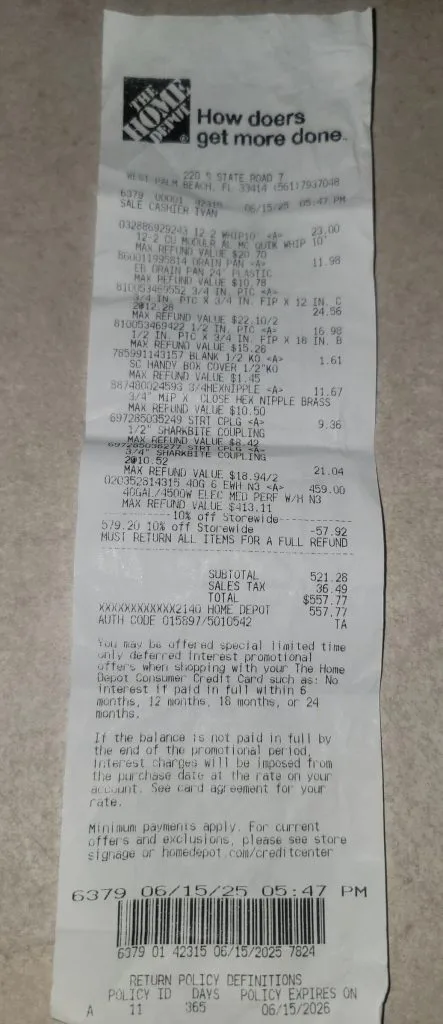 THE
HOME
DEPOT
How doers
get more done.
220 S STATE ROAD 7
WEST PALM BEACH, FL 33414 (561)7937048
6379 00001 42315 06/15/25 05:47 PM
SALE CASHIER IVAN
032886929243 12-2 WHIP10 <A> 23.00
12-2 CU MODULR AL MC QUIK WHIP 10'
MAX REFUND VALUE $20.70
860011995814 DRAIN PAN <A> 11.98
EB DRAIN PAN 24" PLASTIC
MAX REFUND VALUE $10.78
810053469552 3/4 IN. PTC <A>
3/4 IN. PTC X 3/4 IN. FIP X 12 IN. C
2@12.28 24.56
MAX REFUND VALUE $22.10/2
810053469422 1/2 IN. PTC <A> 16.98
1/2 IN. PTC X 3/4 IN. FIP X 18 IN. B
MAX REFUND VALUE $15.28
785991143157 BLANK 1/2 KO <A> 1.61
SC HANDY BOX COVER 1/2"KO
MAX REFUND VALUE $1.45
887480024593 3/4HEXNIPPLE <A> 11.67
3/4" MIP X CLOSE HEX NIPPLE BRASS
MAX REFUND VALUE $10.50
697285035249 STRT CPLG <A> 9.36
1/2" SHARKBITE COUPLING
MAX REFUND VALUE $8.42
697285036277 STRT CPLG <A>
3/4" SHARKBITE COUPLING
2@10.52 21.04
MAX REFUND VALUE $18.94/2
020352814315 40G 6 EWH N3 <A> 459.00
40GAL/4500W ELEC MED PERF W/H N3
MAX REFUND VALUE $413.11
10% off Storewide
579.20 10% off Storewide -57.92
MUST RETURN ALL ITEMS FOR A FULL REFUND
SUBTOTAL 521.28
SALES TAX 36.49
TOTAL $557.77
XXXXXXXXXXXX2140 HOME DEPOT 557.77
AUTH CODE 015897/5010542 TA
You may be offered special limited time
only deferred interest promotional
offers when shopping with your The Home
Depot Consumer Credit Card such as: No
interest if paid in full within 6
months, 12 months, 18 months, or 24
months.
If the balance is not paid in full by
the end of the promotional period,
interest charges will be imposed from
the purchase date at the rate on your
account. See card agreement for your
rate.
Minimum payments apply. For current
offers and exclusions, please see store
signage or homedepot.com/creditcenter
6379 06/15/25 05:47 PM
6379 01 42315 06/15/2025 7824
RETURN POLICY DEFINITIONS
POLICY ID DAYS POLICY EXPIRES ON
A 11 365 06/15/2026